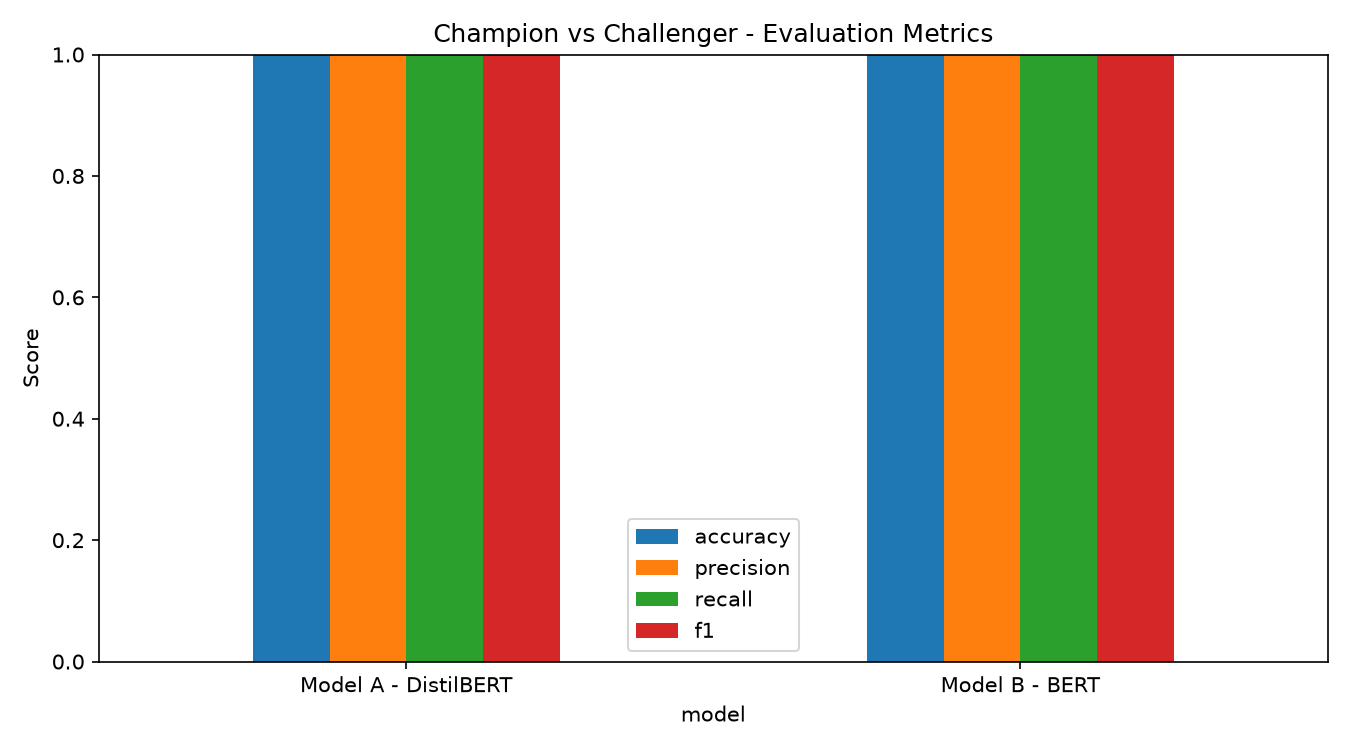 Champion vs Challenger - Evaluation Metrics
1.0
0.8
0.6
0.4
0.2
0.0
Score
accuracy
precision
recall
f1
Model A - DistilBERT
Model B - BERT
model